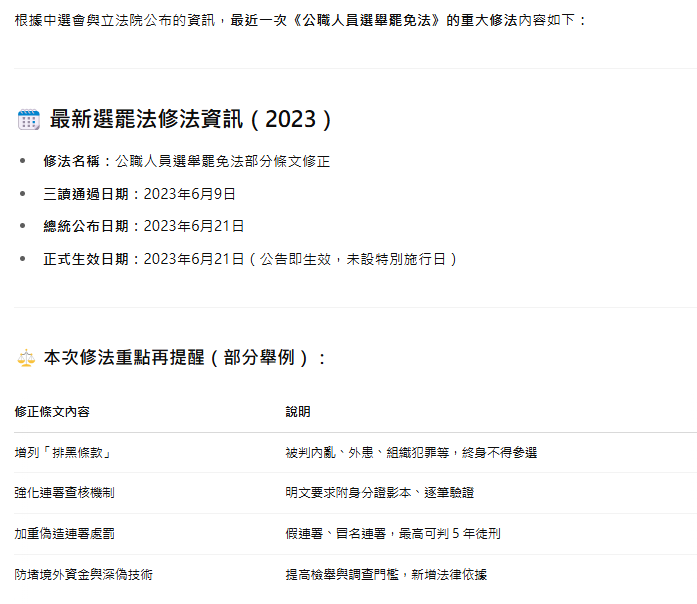 根據中選會與立法院公布的資訊，最近一次《公職人員選舉罷免法》的重大修法內容如下：
最新選罷法修法資訊（2023）
修法名稱：公職人員選舉罷免法部分條文修正
三讀通過日期：2023年6月9日
總統公布日期：2023年6月21日
正式生效日期：2023年6月21日（公告即生效，未設特別施行日）
本次修法重點再提醒（部分舉例）：
修正條文內容 說明
增列「排黑條款」 被判內亂、外患、組織犯罪等，終身不得參選
強化連署查核機制 明文要求附身分證影本、逐筆驗證
加重偽造連署處罰 假連署、冒名連署，最高可判 5 年徒刑
防堵境外資金與深偽技術 提高檢舉與調查門檻，新增法律依據